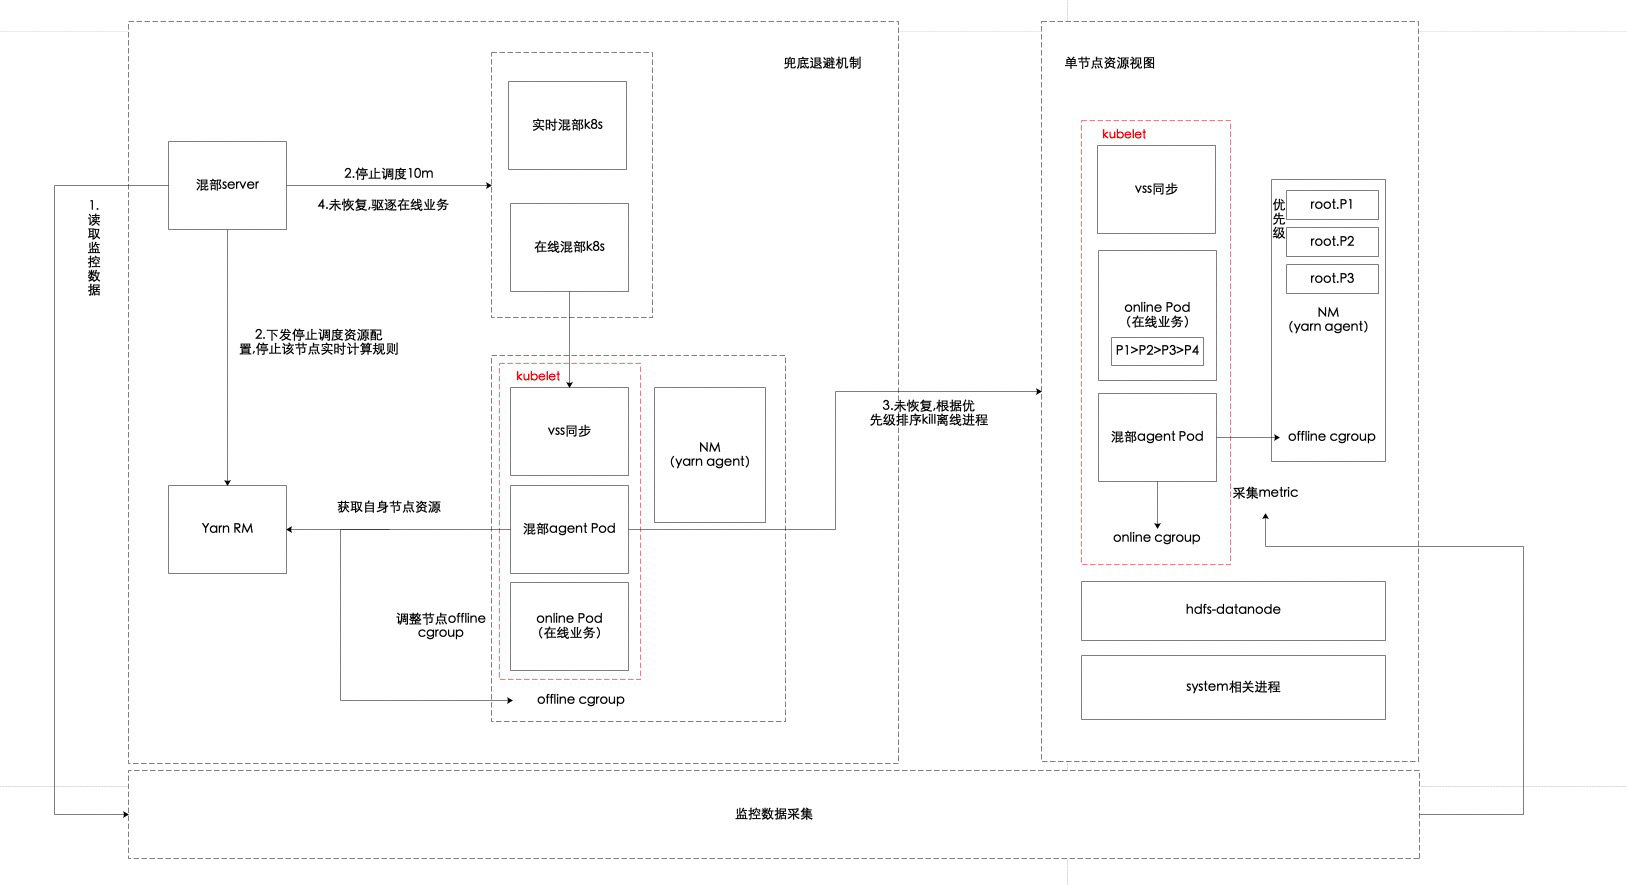 兜底退避机制
实时混部k8s
混部server
2.停止调度10m
4.未恢复,驱逐在线业务
在线混部k8s
1.
读
取
监
控
数
据
2.下发停止调度资源配
置,停止该节点实时计算规则
kubelet
vss同步
NM
(yarn agent)
3.未恢复,根据优
先级排序kill离线进程
获取自身节点资源
Yarn RM
混部agent Pod
调整节点offline
cgroup
online Pod
(在线业务)
offline cgroup
单节点资源视图
kubelet
vss同步
优
先
级
root.P1
root.P2
root.P3
NM
(yarn agent)
online Pod
(在线业务)
P1>P2>P3>P4
混部agent Pod
offline cgroup
采集metric
online cgroup
hdfs-datanode
system相关进程
监控数据采集